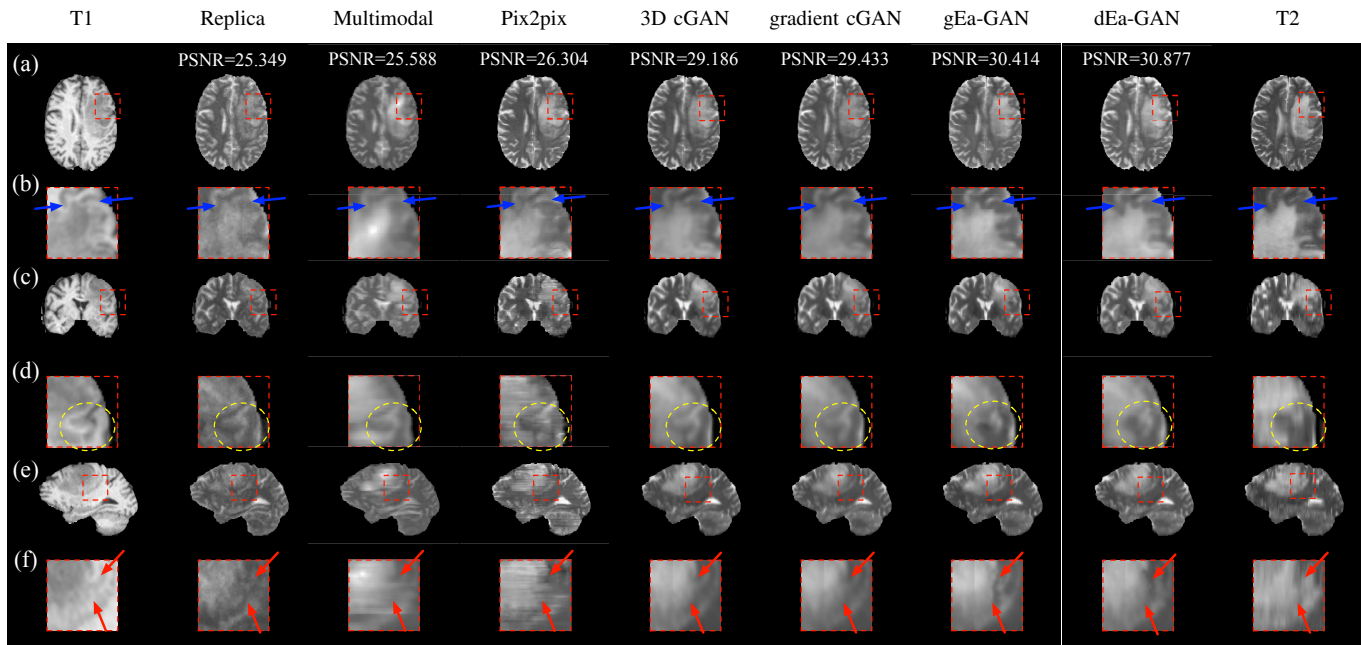 T1 Replica Multimodal Pix2pix 3D cGAN gradient cGAN gEa-GAN dEa-GAN T2
(a) PSNR=25.349 PSNR=25.588 PSNR=26.304 PSNR=29.186 PSNR=29.433 PSNR=30.414 PSNR=30.877
(b)
(c)
(d)
(e)
(f)